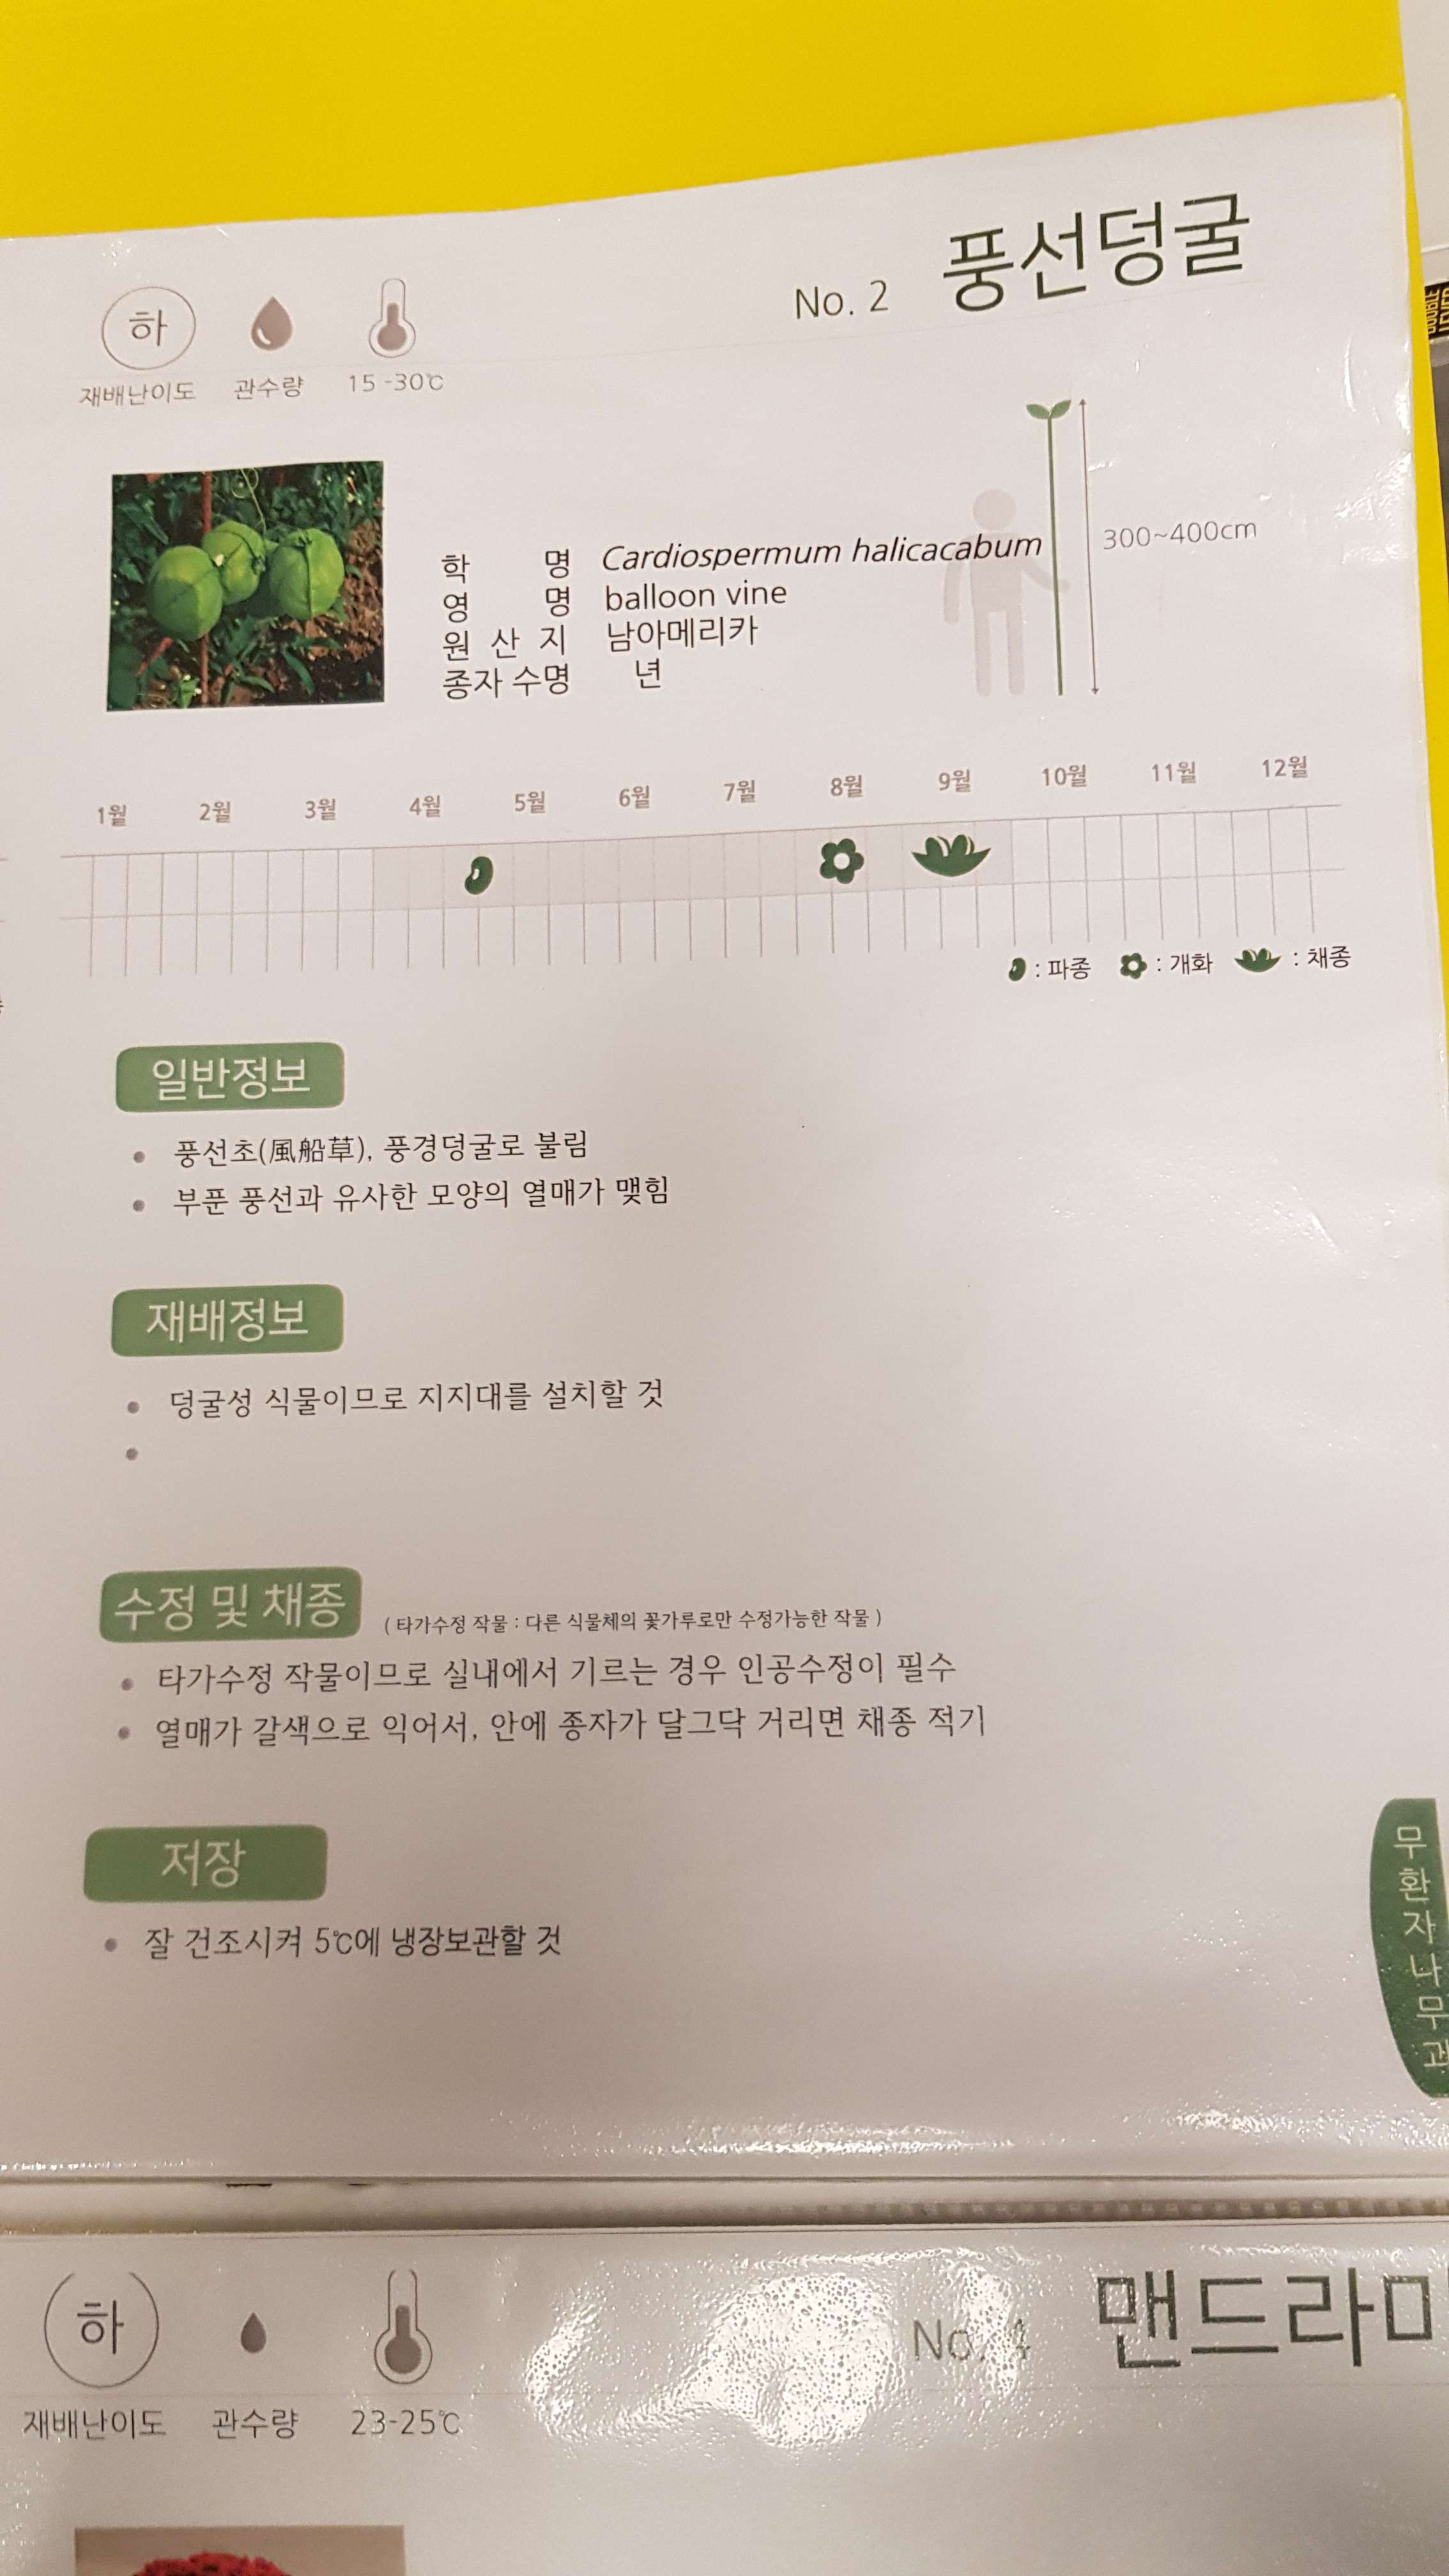 No. 2 풍선덩굴
하
재배난이도 관수량 15 -30℃
300~400cm
학 명 Cardiospermum halicacabum
영 명 balloon vine
원 산 지 남아메리카
종자 수명 년
1월 2월 3월 4월 5월 6월 7월 8월 9월 10월 11월 12월
: 파종 : 개화 : 채종
일반정보
풍선초(風船草), 풍경덩굴로 불림
부푼 풍선과 유사한 모양의 열매가 맺힘
재배정보
덩굴성 식물이므로 지지대를 설치할 것
수정 및 채종 ( 타가수정 작물 : 다른 식물체의 꽃가루로만 수정가능한 작물 )
타가수정 작물이므로 실내에서 기르는 경우 인공수정이 필수
열매가 갈색으로 익어서, 안에 종자가 달그닥 거리면 채종 적기
저장
잘 건조시켜 5℃에 냉장보관할 것
무환자나무과
No. 4 맨드라미
하
재배난이도 관수량 23-25℃